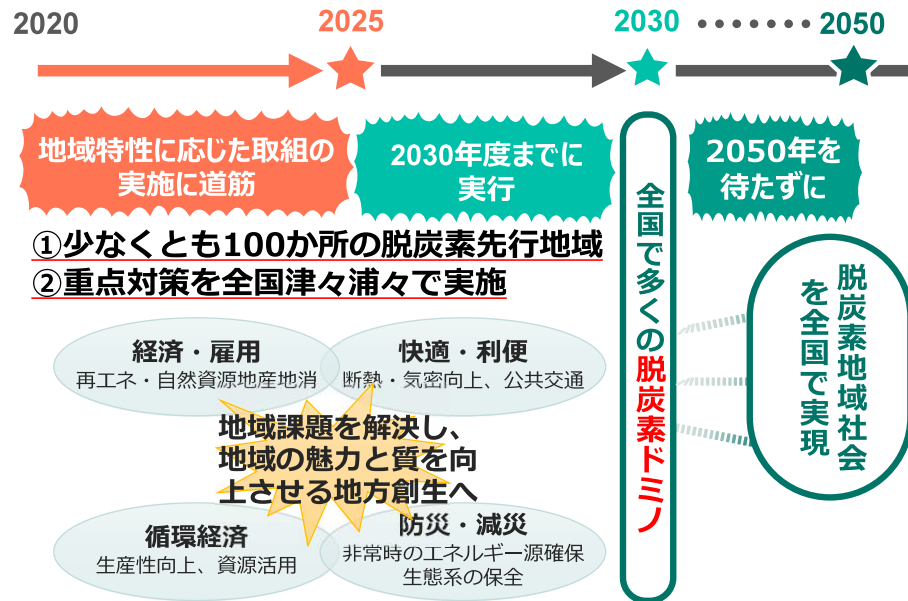 2020
2025
2030
・・・・・・・
2050
地域特性に応じた取組の
実施に道筋
2030年度までに
実行
2050年を
待たずに
①少なくとも100か所の脱炭素先行地域
②重点対策を全国津々浦々で実施
経済・雇用
再エネ・自然資源地産地消
快適・利便
断熱・気密向上、公共交通
地域課題を解決し、
地域の魅力と質を向
上させる地方創生へ
循環経済
生産性向上、資源活用
防災・減災
非常時のエネルギー源確保
生態系の保全
全国で多くの脱炭素ドミノ
脱炭素地域社会
を全国で実現